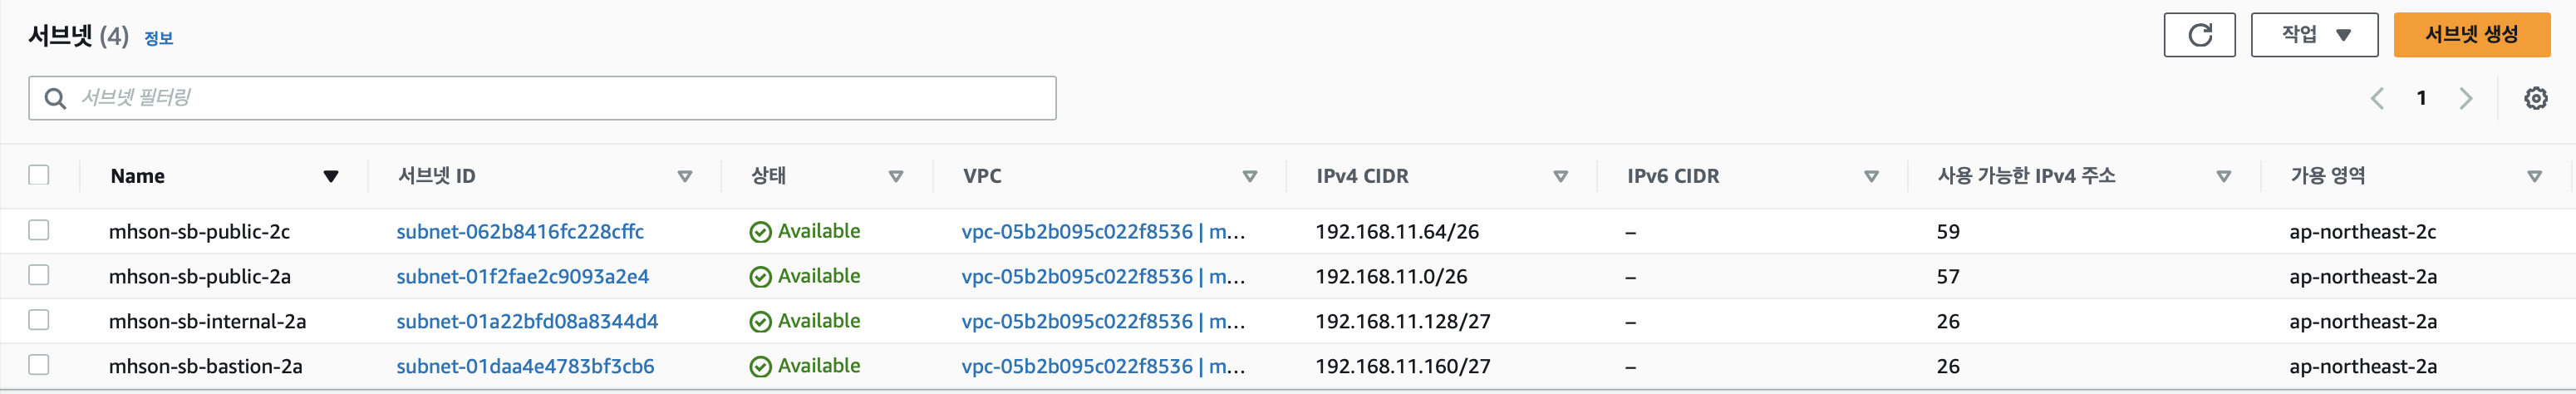 서브넷 (4) 정보
작업 서브넷 생성
서브넷 필터링
1
Name 서브넷 ID 상태 VPC IPv4 CIDR IPv6 CIDR 사용 가능한 IPv4 주소 가용 영역
mhson-sb-public-2c subnet-062b8416fc228cffc Available vpc-05b2b095c022f8536 | m... 192.168.11.64/26 – 59 ap-northeast-2c
mhson-sb-public-2a subnet-01f2fae2c9093a2e4 Available vpc-05b2b095c022f8536 | m... 192.168.11.0/26 – 57 ap-northeast-2a
mhson-sb-internal-2a subnet-01a22bfd08a8344d4 Available vpc-05b2b095c022f8536 | m... 192.168.11.128/27 – 26 ap-northeast-2a
mhson-sb-bastion-2a subnet-01daa4e4783bf3cb6 Available vpc-05b2b095c022f8536 | m... 192.168.11.160/27 – 26 ap-northeast-2a